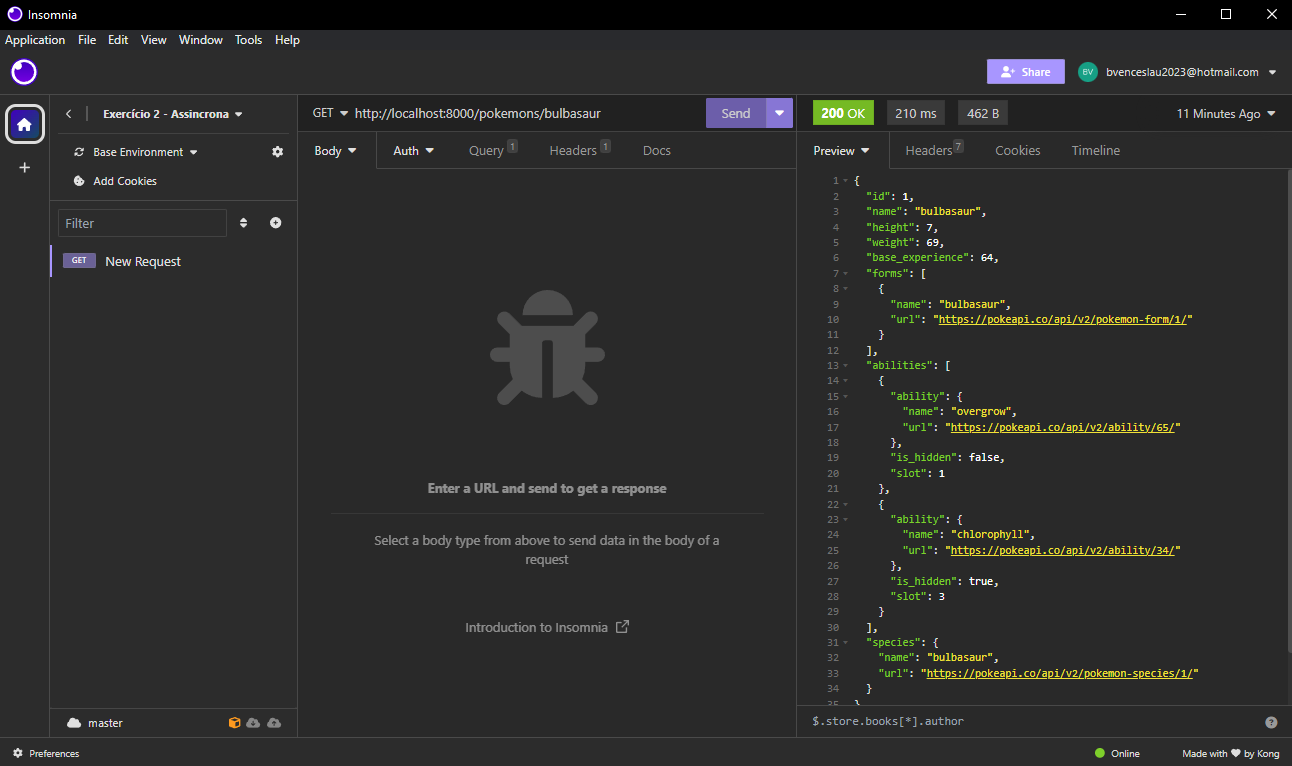 Insomnia
Application File Edit View Window Tools Help
Share
BV bvenceslau2023@hotmail.com
Exercício 2 - Assincrona
Base Environment
Add Cookies
Filter
GET New Request
master
GET http://localhost:8000/pokemons/bulbasaur
Send
Body Auth Query 1 Headers 1 Docs
Enter a URL and send to get a response
Select a body type from above to send data in the body of a
request
Introduction to Insomnia
200 OK 210 ms 462 B 11 Minutes Ago
Preview Headers 7 Cookies Timeline
1 {
2 "id": 1,
3 "name": "bulbasaur",
4 "height": 7,
5 "weight": 69,
6 "base_experience": 64,
7 "forms": [
8 {
9 "name": "bulbasaur",
10 "url": "https://pokeapi.co/api/v2/pokemon-form/1/"
11 }
12 ],
13 "abilities": [
14 {
15 "ability": {
16 "name": "overgrow",
17 "url": "https://pokeapi.co/api/v2/ability/65/"
18 },
19 "is_hidden": false,
20 "slot": 1
21 },
22 {
23 "ability": {
24 "name": "chlorophyll",
25 "url": "https://pokeapi.co/api/v2/ability/34/"
26 },
27 "is_hidden": true,
28 "slot": 3
29 }
30 ],
31 "species": {
32 "name": "bulbasaur",
33 "url": "https://pokeapi.co/api/v2/pokemon-species/1/"
34 }
35 }
$.store.books[*].author
Preferences
Online
Made with ❤ by Kong